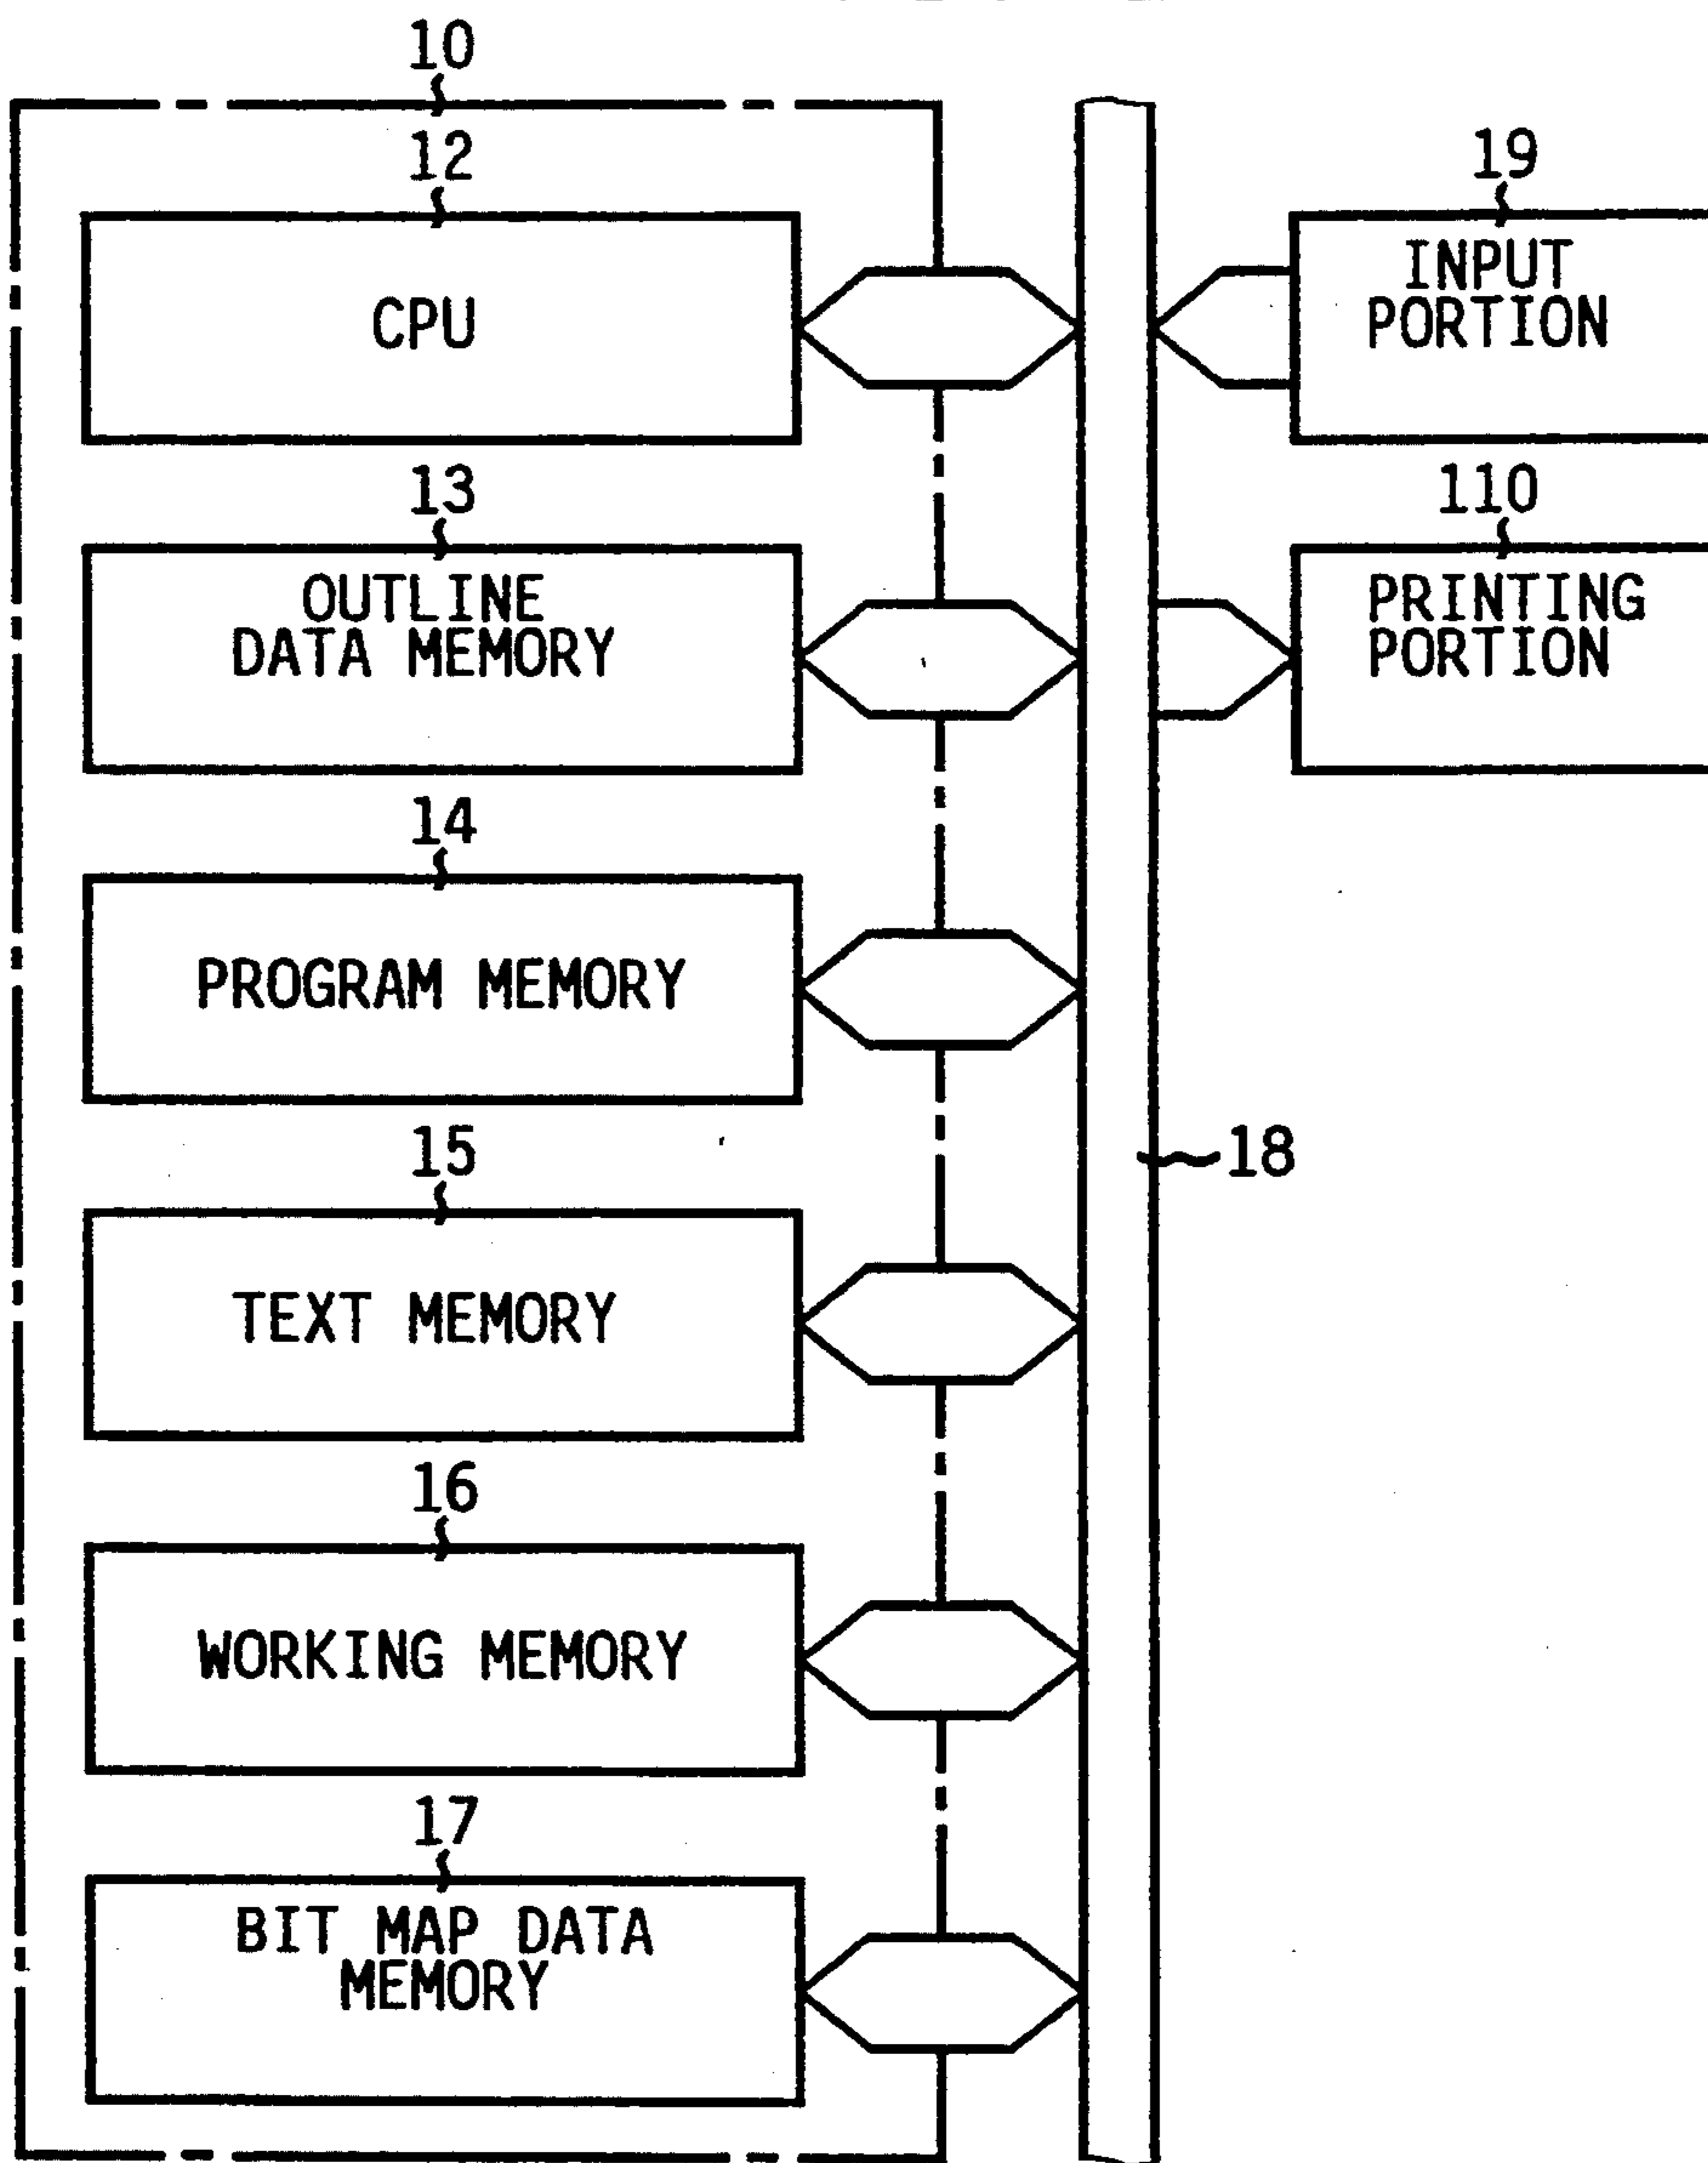 10
12
CPU
19
INPUT
PORTION
13
OUTLINE
DATA MEMORY
110
PRINTING
PORTION
14
PROGRAM MEMORY
15
18
TEXT MEMORY
16
WORKING MEMORY
17
BIT MAP DATA
MEMORY